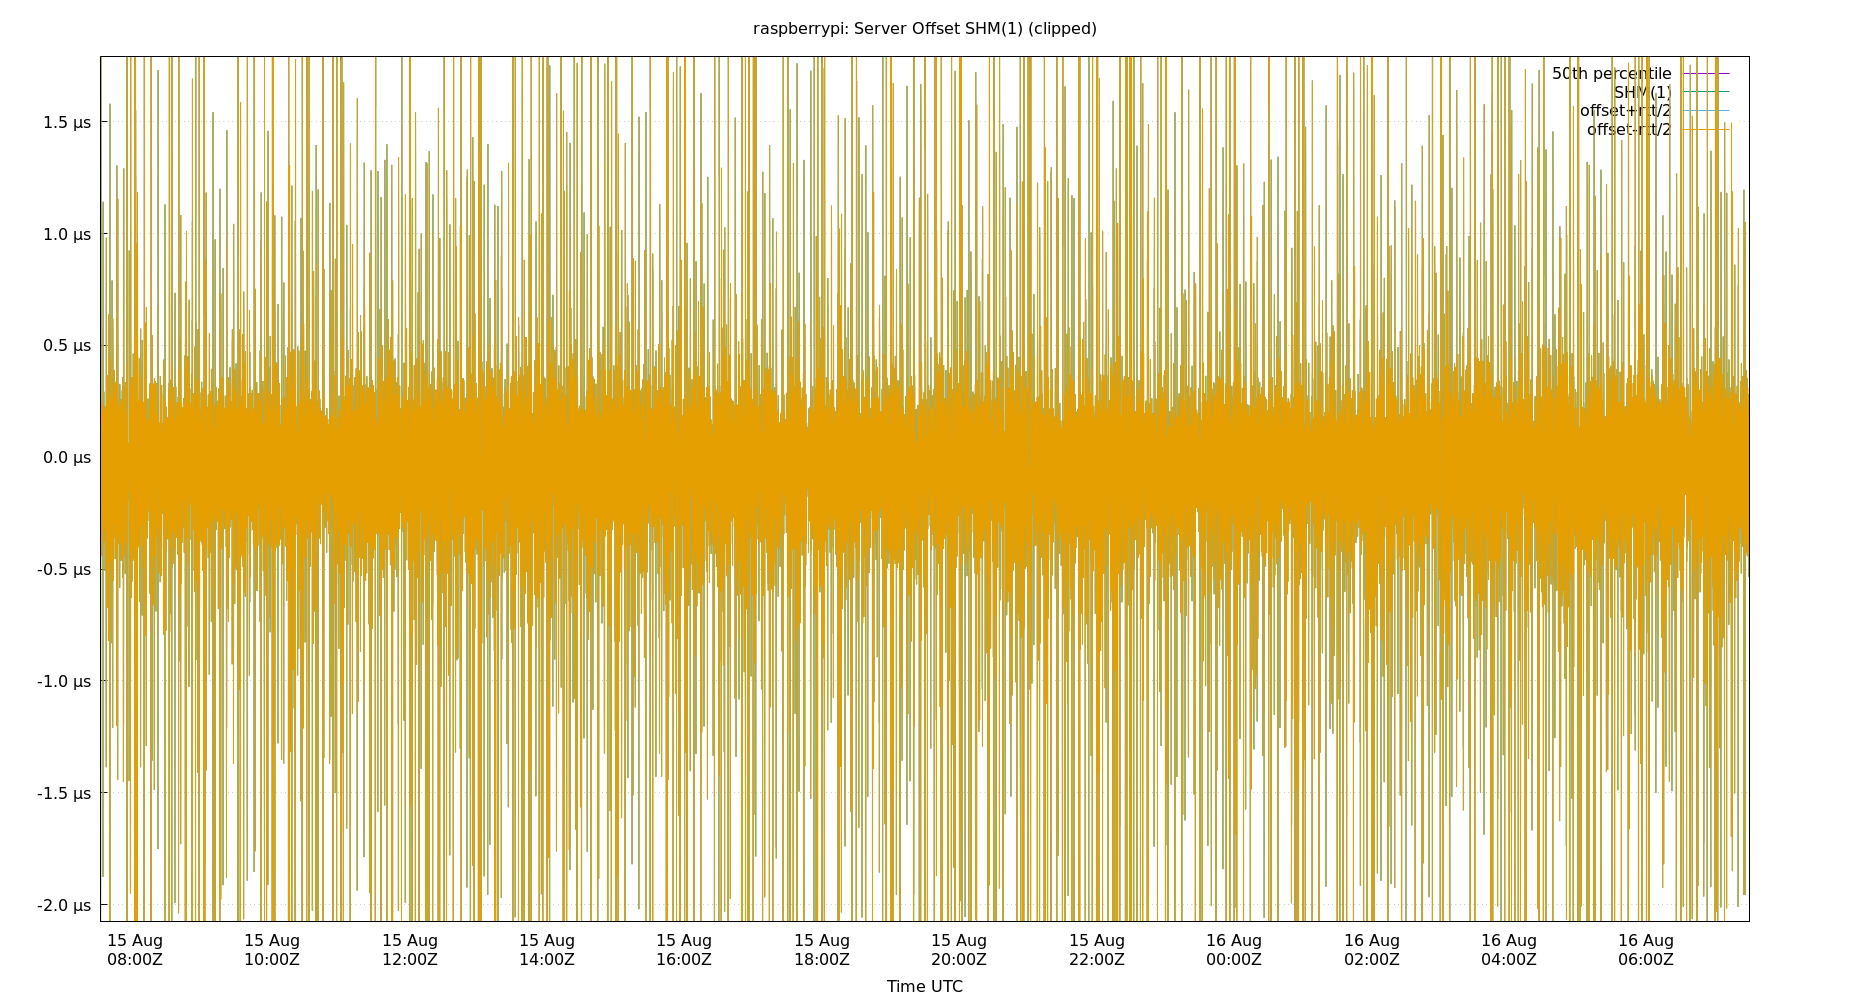 raspberrypi: Server Offset SHM(1) (clipped)
50th percentile
SHM(1)
offset+rtt/2
offset-rtt/2
1.5 µs
1.0 µs
0.5 µs
0.0 µs
-0.5 µs
-1.0 µs
-1.5 µs
-2.0 µs
15 Aug 15 Aug 15 Aug 15 Aug 15 Aug 15 Aug 15 Aug 15 Aug 16 Aug 16 Aug 16 Aug 16 Aug
08:00Z 10:00Z 12:00Z 14:00Z 16:00Z 18:00Z 20:00Z 22:00Z 00:00Z 02:00Z 04:00Z 06:00Z
Time UTC